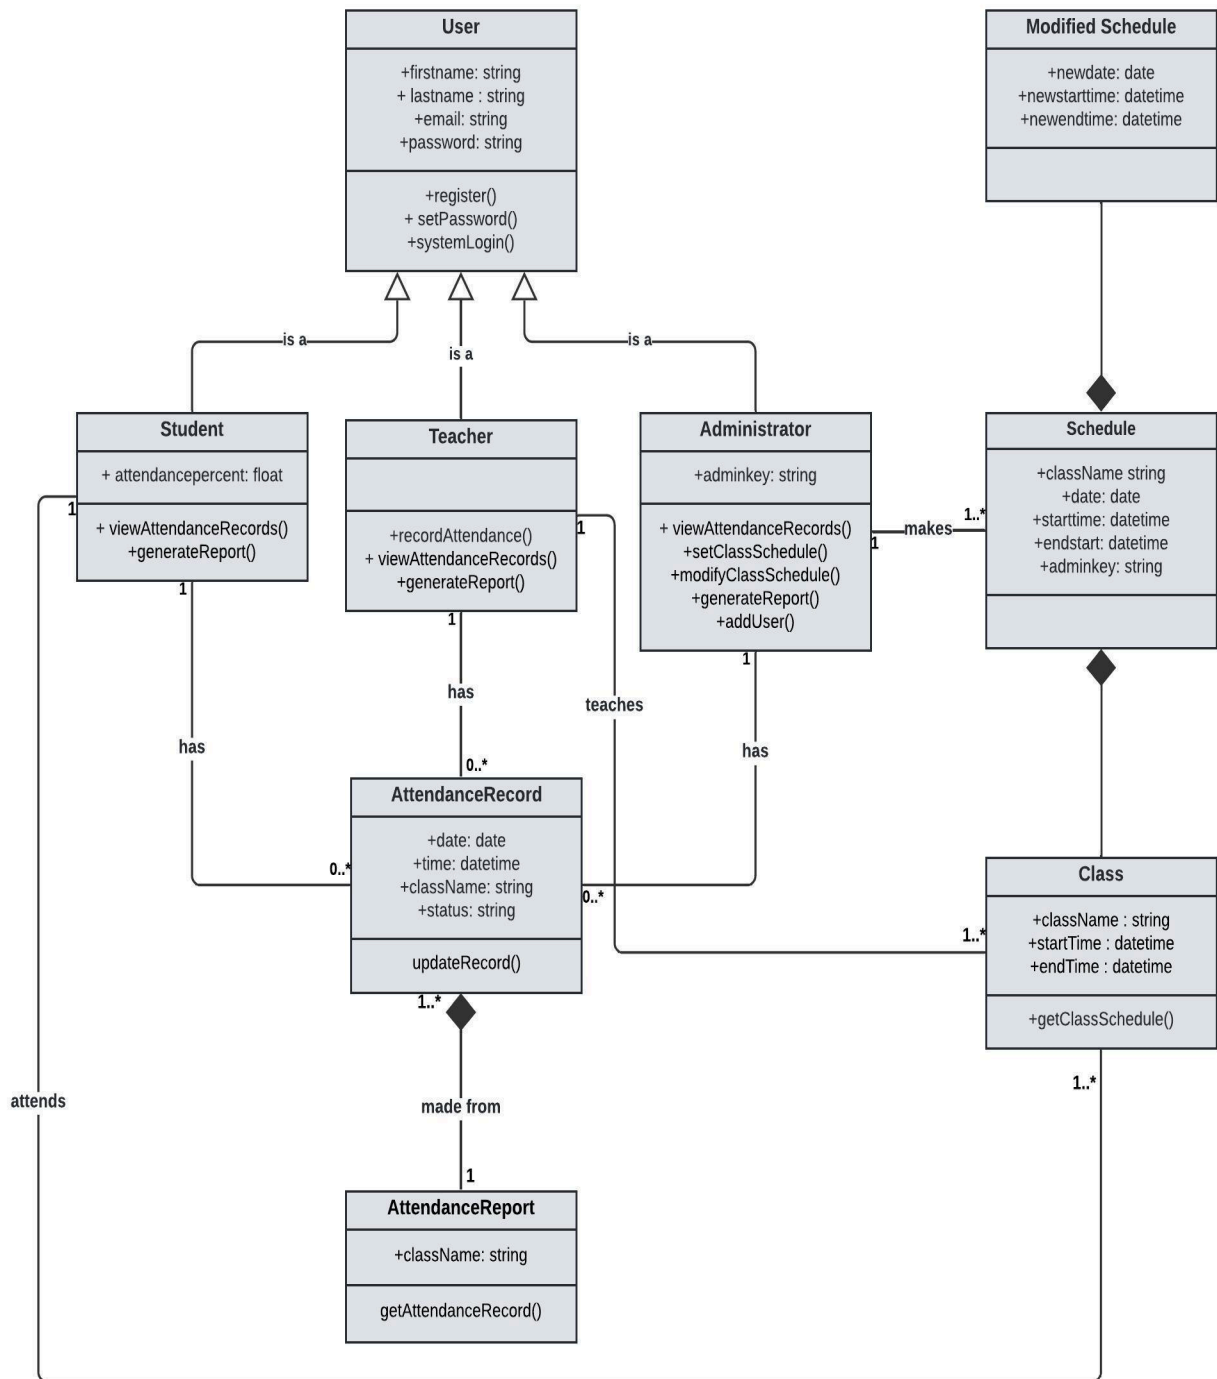 User
+firstname: string
+ lastname : string
+email: string
+password: string
+register()
+ setPassword()
+systemLogin()
Modified Schedule
+newdate: date
+newstarttime: datetime
+newendtime: datetime
is a
is a
is a
Student
+ attendancepercent: float
+ viewAttendanceRecords()
+generateReport()
1
1
Teacher
+recordAttendance()
+ viewAttendanceRecords()
+generateReport()
1
1
Administrator
+adminkey: string
+ viewAttendanceRecords()
+setClassSchedule()
+modifyClassSchedule()
+generateReport()
+addUser()
1
1
makes
1..*
Schedule
+className string
+date: date
+starttime: datetime
+endstart: datetime
+adminkey: string
has
has
teaches
has
0..*
0..*
0..*
AttendanceRecord
+date: date
+time: datetime
+className: string
+status: string
updateRecord()
1..*
1..*
Class
+className : string
+startTime : datetime
+endTime : datetime
+getClassSchedule()
1..*
attends
made from
1
AttendanceReport
+className: string
getAttendanceRecord()